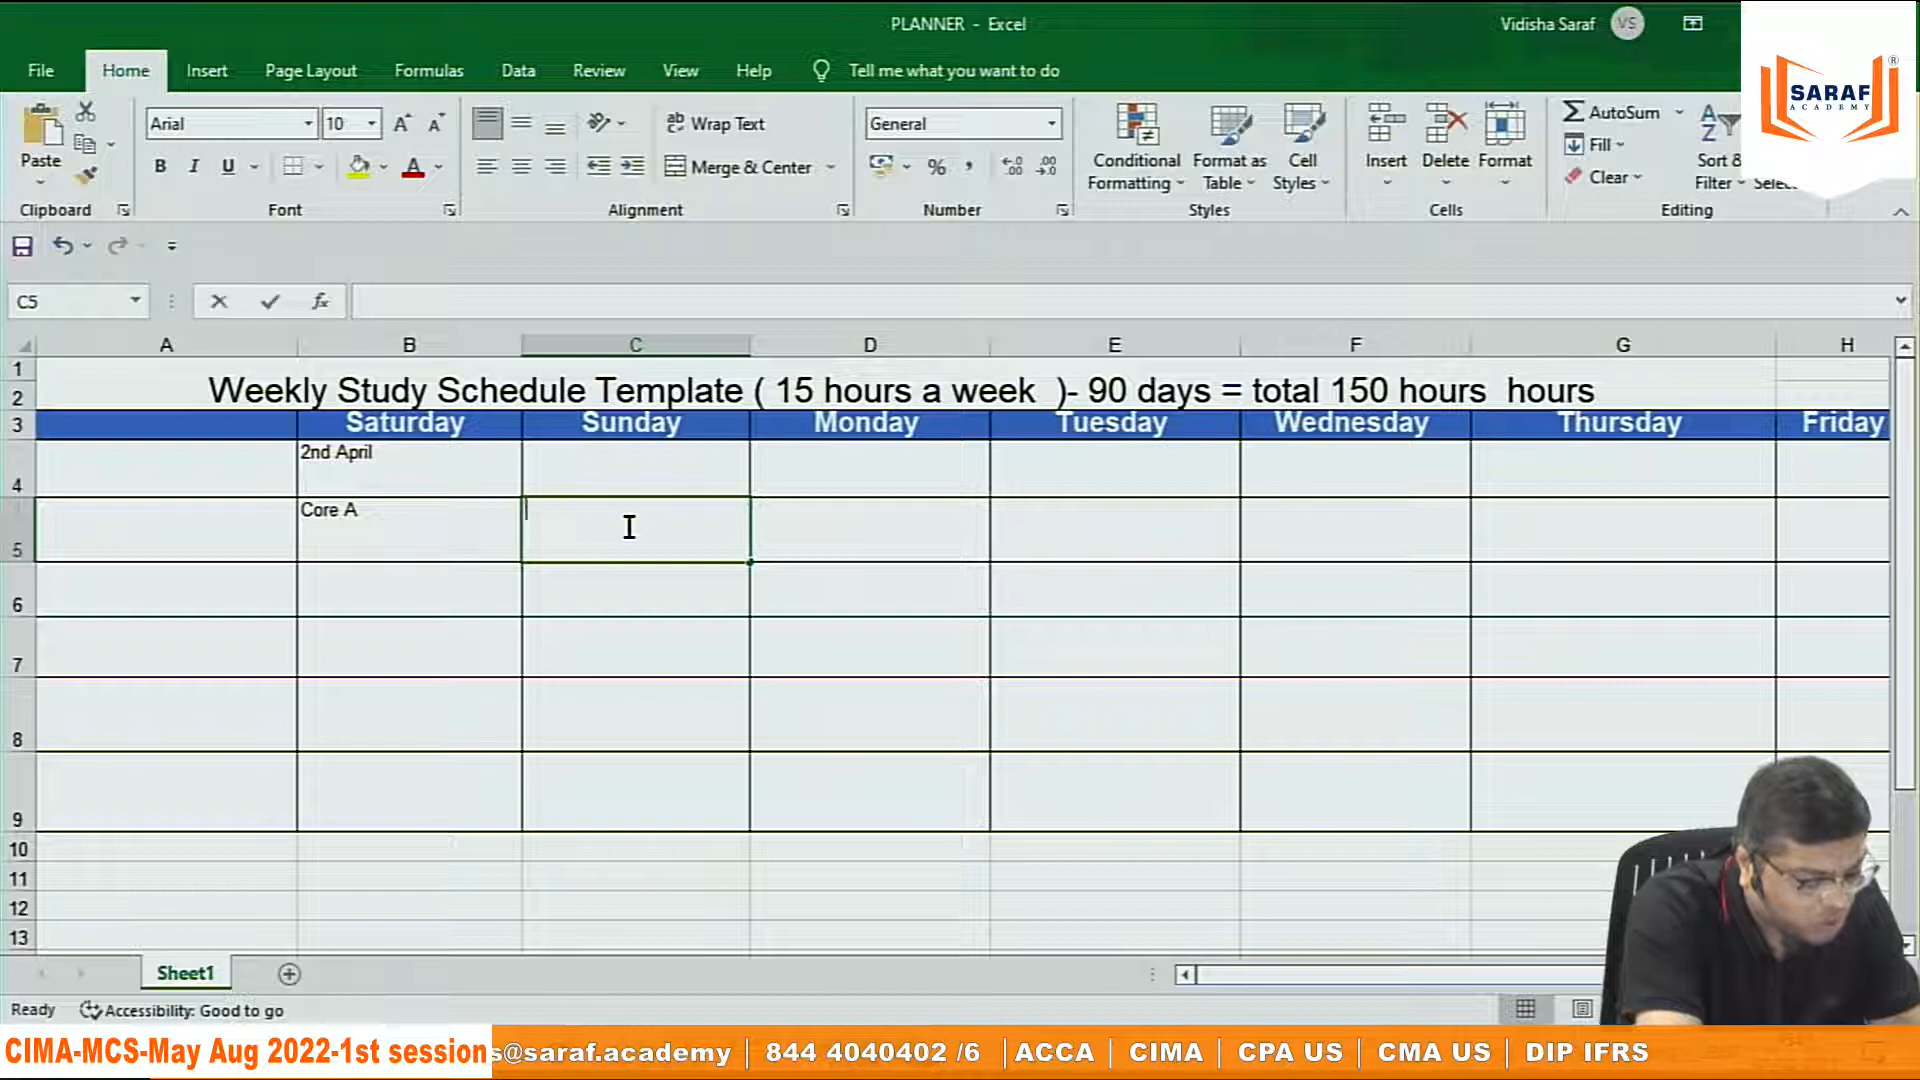 PLANNER - Excel
Vidisha Saraf
VS
SARAF
ACADEMY
®
File
Home
Insert
Page Layout
Formulas
Data
Review
View
Help
Tell me what you want to do
Paste
Clipboard
Arial
10
B I U
Font
Wrap Text
Merge & Center
Alignment
General
%
Number
Conditional Formatting
Format as Table
Cell Styles
Styles
Insert
Delete
Format
Cells
AutoSum
Fill
Clear
Sort &
Filter
Editing
C5
fx
A B C D E F G H
1
2
Weekly Study Schedule Template ( 15 hours a week )- 90 days = total 150 hours hours
3
Saturday Sunday Monday Tuesday Wednesday Thursday Friday
2nd April
4
Core A
5
6
7
8
9
10
11
12
13
Sheet1
Ready
Accessibility: Good to go
CIMA-MCS-May Aug 2022-1st session
s@saraf.academy | 844 4040402 /6 | ACCA | CIMA | CPA US | CMA US | DIP IFRS